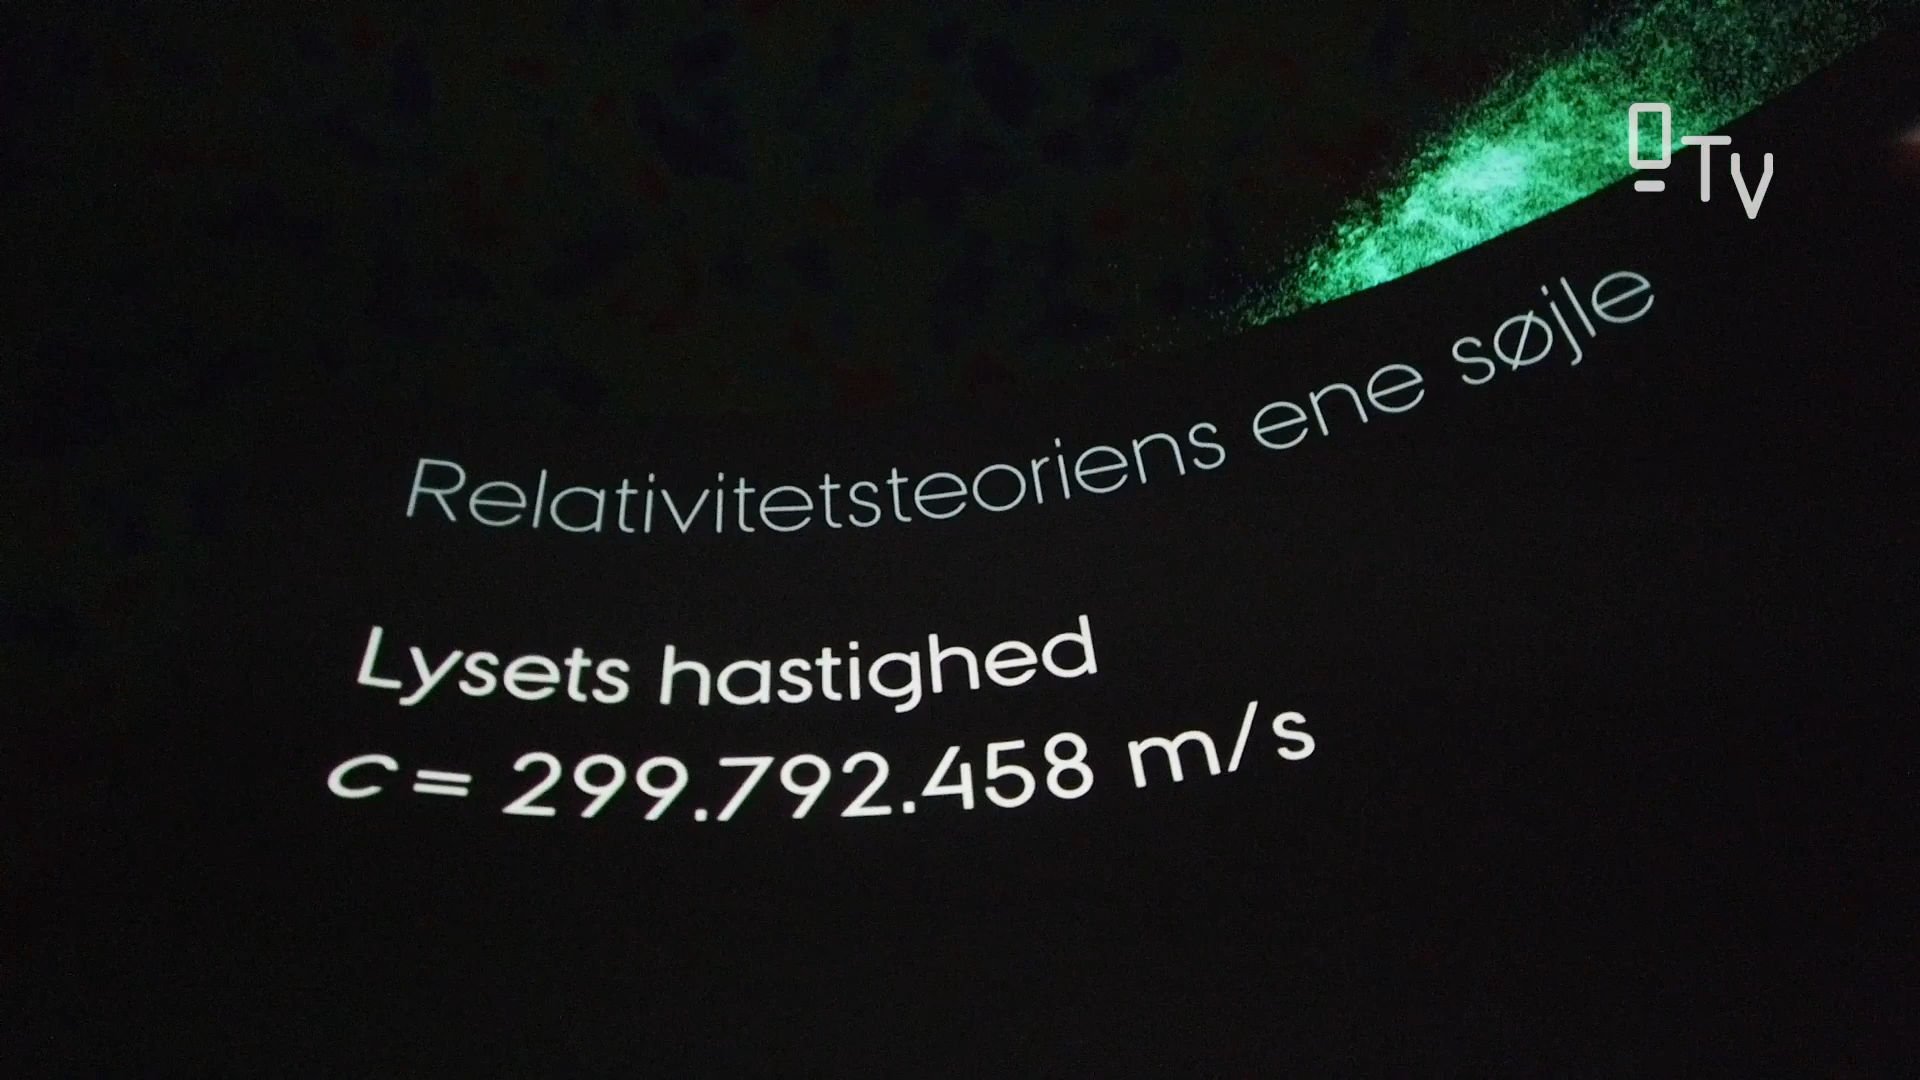 TV
Relativitetsteoriens ene søjle
Lysets hastighed
c = 299.792.458 m/s